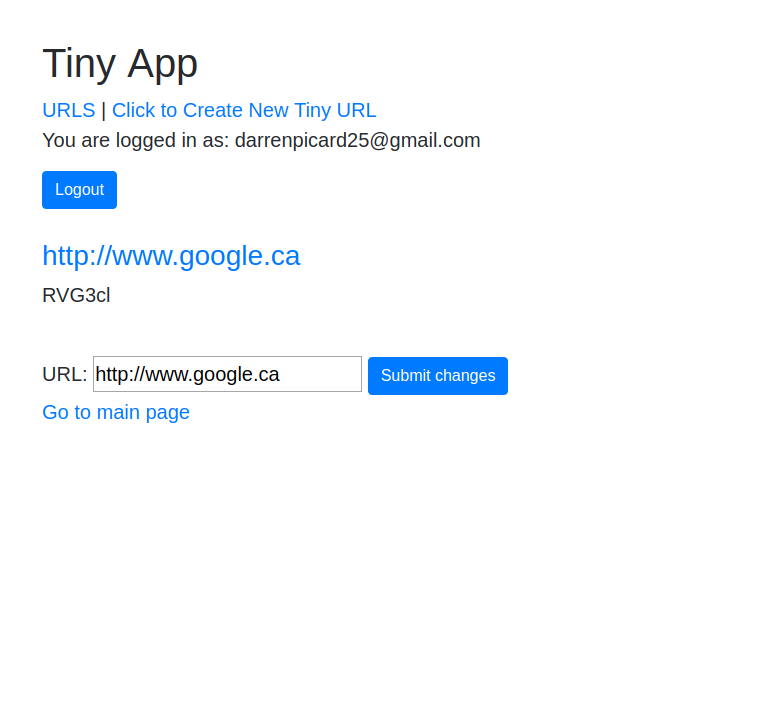 Tiny App
URLS | Click to Create New Tiny URL
You are logged in as: darrenpicard25@gmail.com
Logout
http://www.google.ca
RVG3cl
URL: http://www.google.ca Submit changes
Go to main page